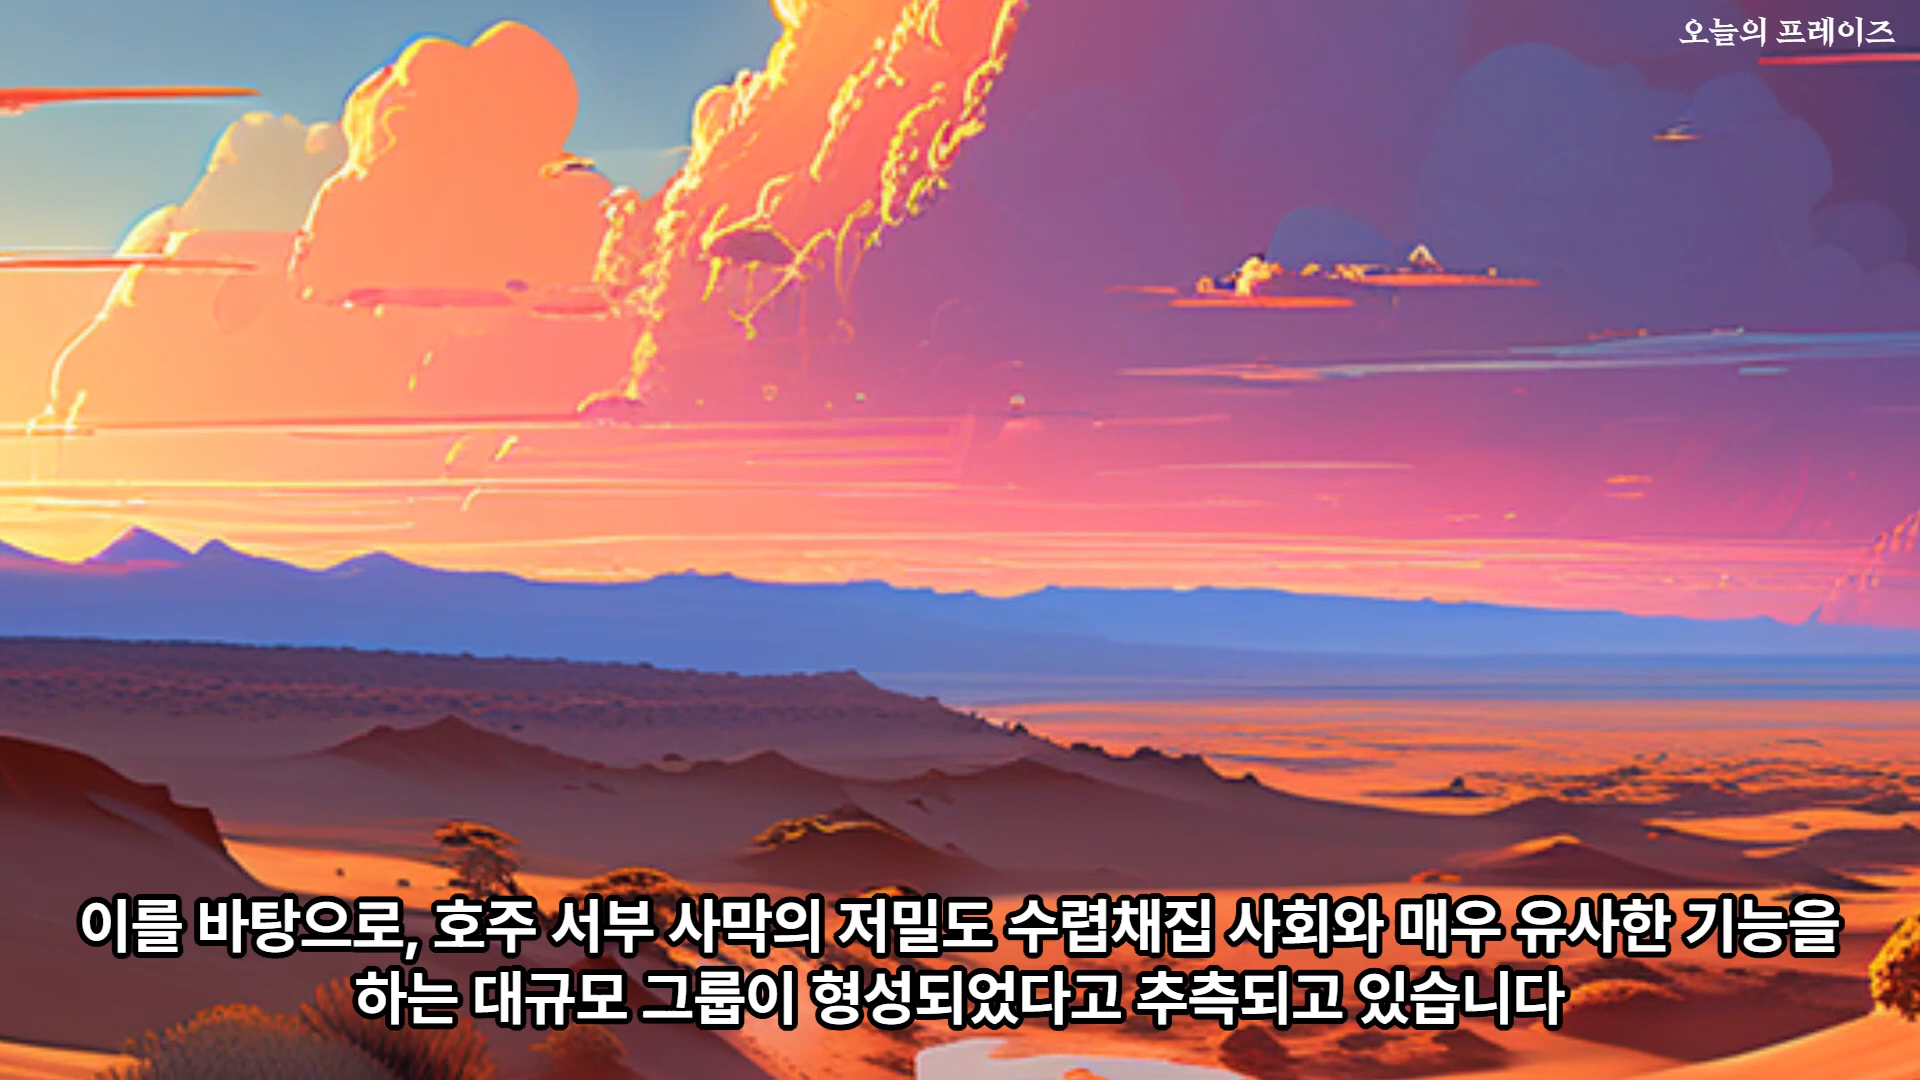 오늘의 프레이즈
이를 바탕으로, 호주 서부 사막의 저밀도 수렵채집 사회와 매우 유사한 기능을
하는 대규모 그룹이 형성되었다고 추측되고 있습니다